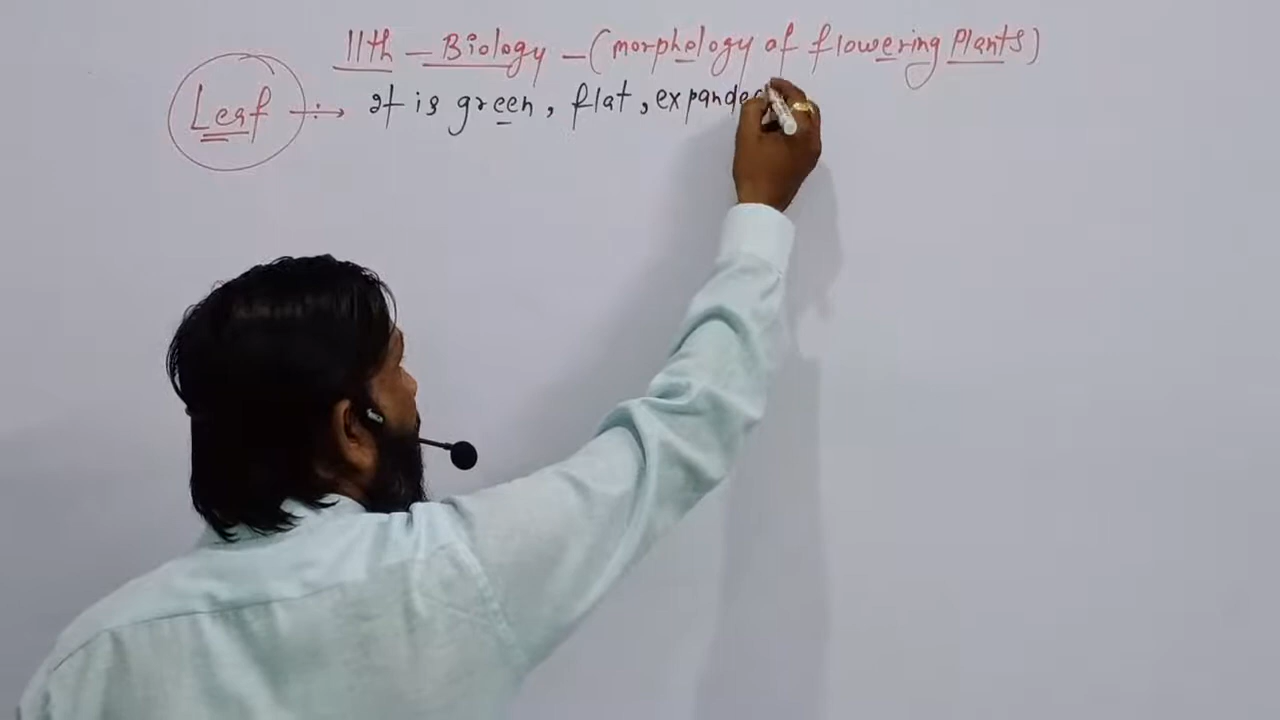 11th - Biology - (morphology of flowering Plants)
Leaf ÷→ It is green, flat, expanded